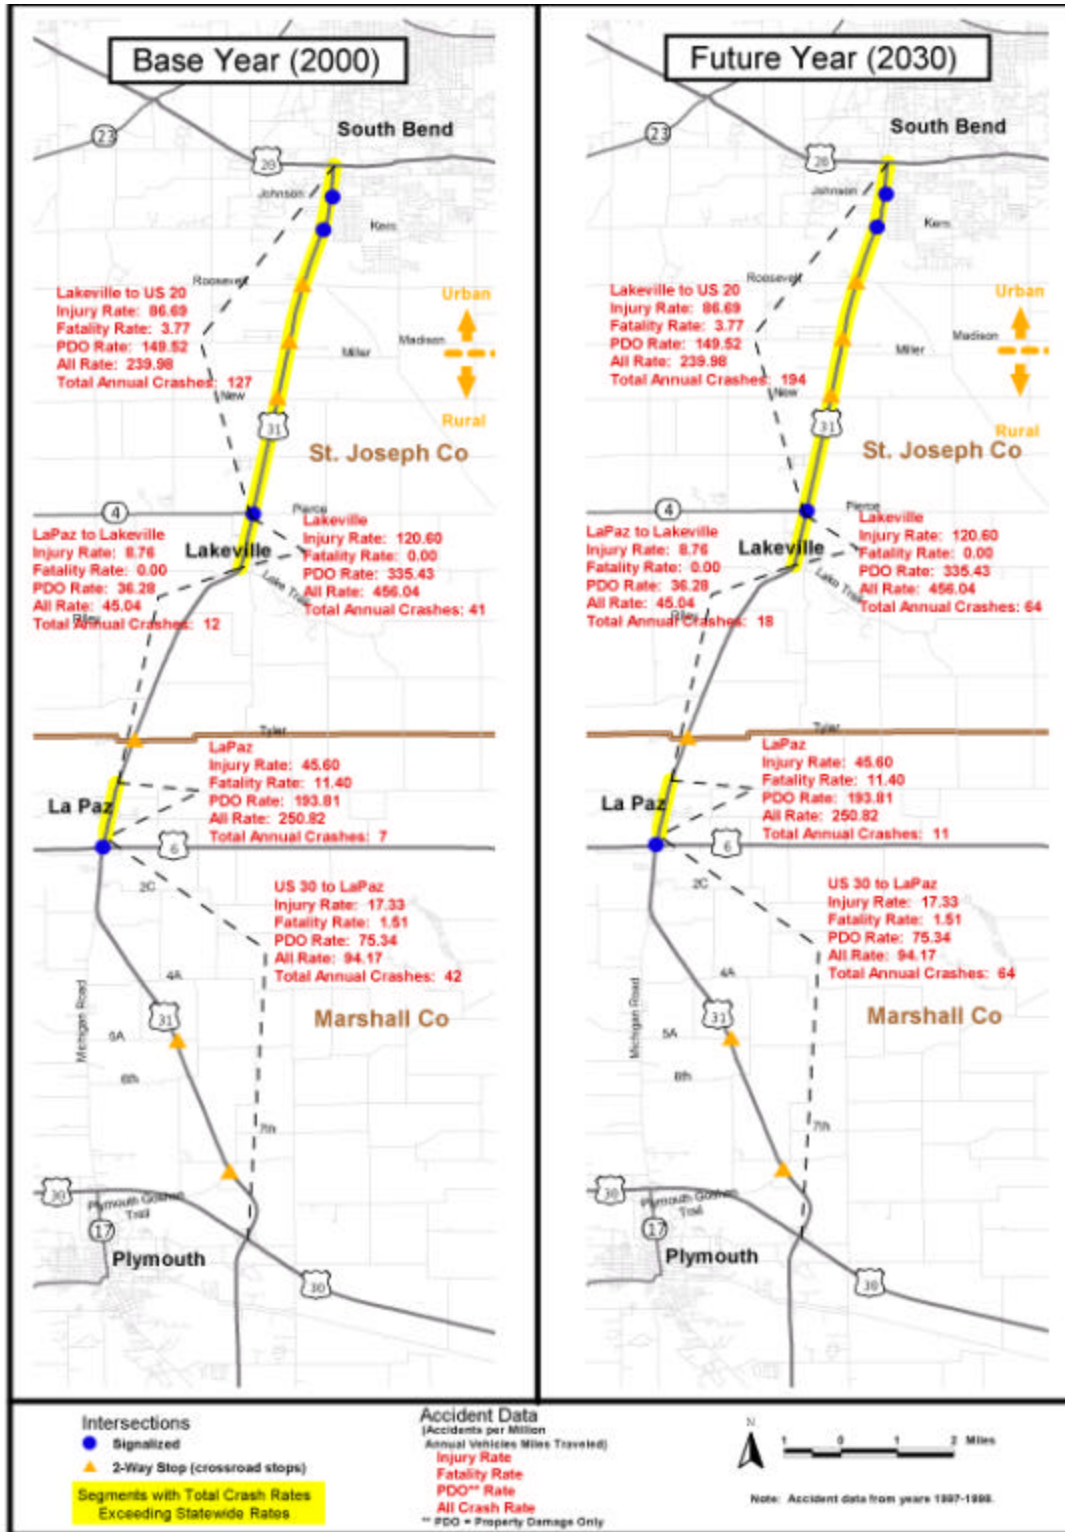 Base Year (2000)
South Bend
23
20
Johnson
Kern
Roosevelt
Lakeville to US 20
Injury Rate: 86.69
Fatality Rate: 3.77
PDO Rate: 149.52
All Rate: 239.98
Total Annual Crashes: 127
Urban
Madison
Miller
New
Rural
31
St. Joseph Co
4
Pierce
LaPaz to Lakeville
Injury Rate: 8.76
Fatality Rate: 0.00
PDO Rate: 36.28
All Rate: 45.04
Total Annual Crashes: 12
Lakeville
Lakeville
Injury Rate: 120.60
Fatality Rate: 0.00
PDO Rate: 335.43
All Rate: 456.04
Total Annual Crashes: 41
Lake Trail
Riley
Tyler
LaPaz
Injury Rate: 45.60
Fatality Rate: 11.40
PDO Rate: 193.81
All Rate: 250.82
Total Annual Crashes: 7
La Paz
6
2C
US 30 to LaPaz
Injury Rate: 17.33
Fatality Rate: 1.51
PDO Rate: 75.34
All Rate: 94.17
Total Annual Crashes: 42
4A
Michigan Road
31
Marshall Co
7th
30
Plymouth Goshen
Trail
17
Plymouth
30
Future Year (2030)
South Bend
23
20
Johnson
Kern
Roosevelt
Lakeville to US 20
Injury Rate: 86.69
Fatality Rate: 3.77
PDO Rate: 149.52
All Rate: 239.98
Total Annual Crashes: 194
Urban
Madison
Miller
New
Rural
31
St. Joseph Co
4
Pierce
LaPaz to Lakeville
Injury Rate: 8.76
Fatality Rate: 0.00
PDO Rate: 36.28
All Rate: 45.04
Total Annual Crashes: 18
Lakeville
Lakeville
Injury Rate: 120.60
Fatality Rate: 0.00
PDO Rate: 335.43
All Rate: 456.04
Total Annual Crashes: 64
Lake Trail
Riley
Tyler
LaPaz
Injury Rate: 45.60
Fatality Rate: 11.40
PDO Rate: 193.81
All Rate: 250.82
Total Annual Crashes: 11
La Paz
6
2C
US 30 to LaPaz
Injury Rate: 17.33
Fatality Rate: 1.51
PDO Rate: 75.34
All Rate: 94.17
Total Annual Crashes: 64
4A
Michigan Road
31
Marshall Co
7th
30
Plymouth Goshen
Trail
17
Plymouth
30
Intersections
Signalized
2-Way Stop (crossroad stops)
Segments with Total Crash Rates
Exceeding Statewide Rates
Accident Data
(Accidents per Million
Annual Vehicles Miles Traveled)
Injury Rate
Fatality Rate
PDO** Rate
All Crash Rate
** PDO = Property Damage Only
N
1 0 1 2 Miles
Note: Accident data from years 1997-1999.